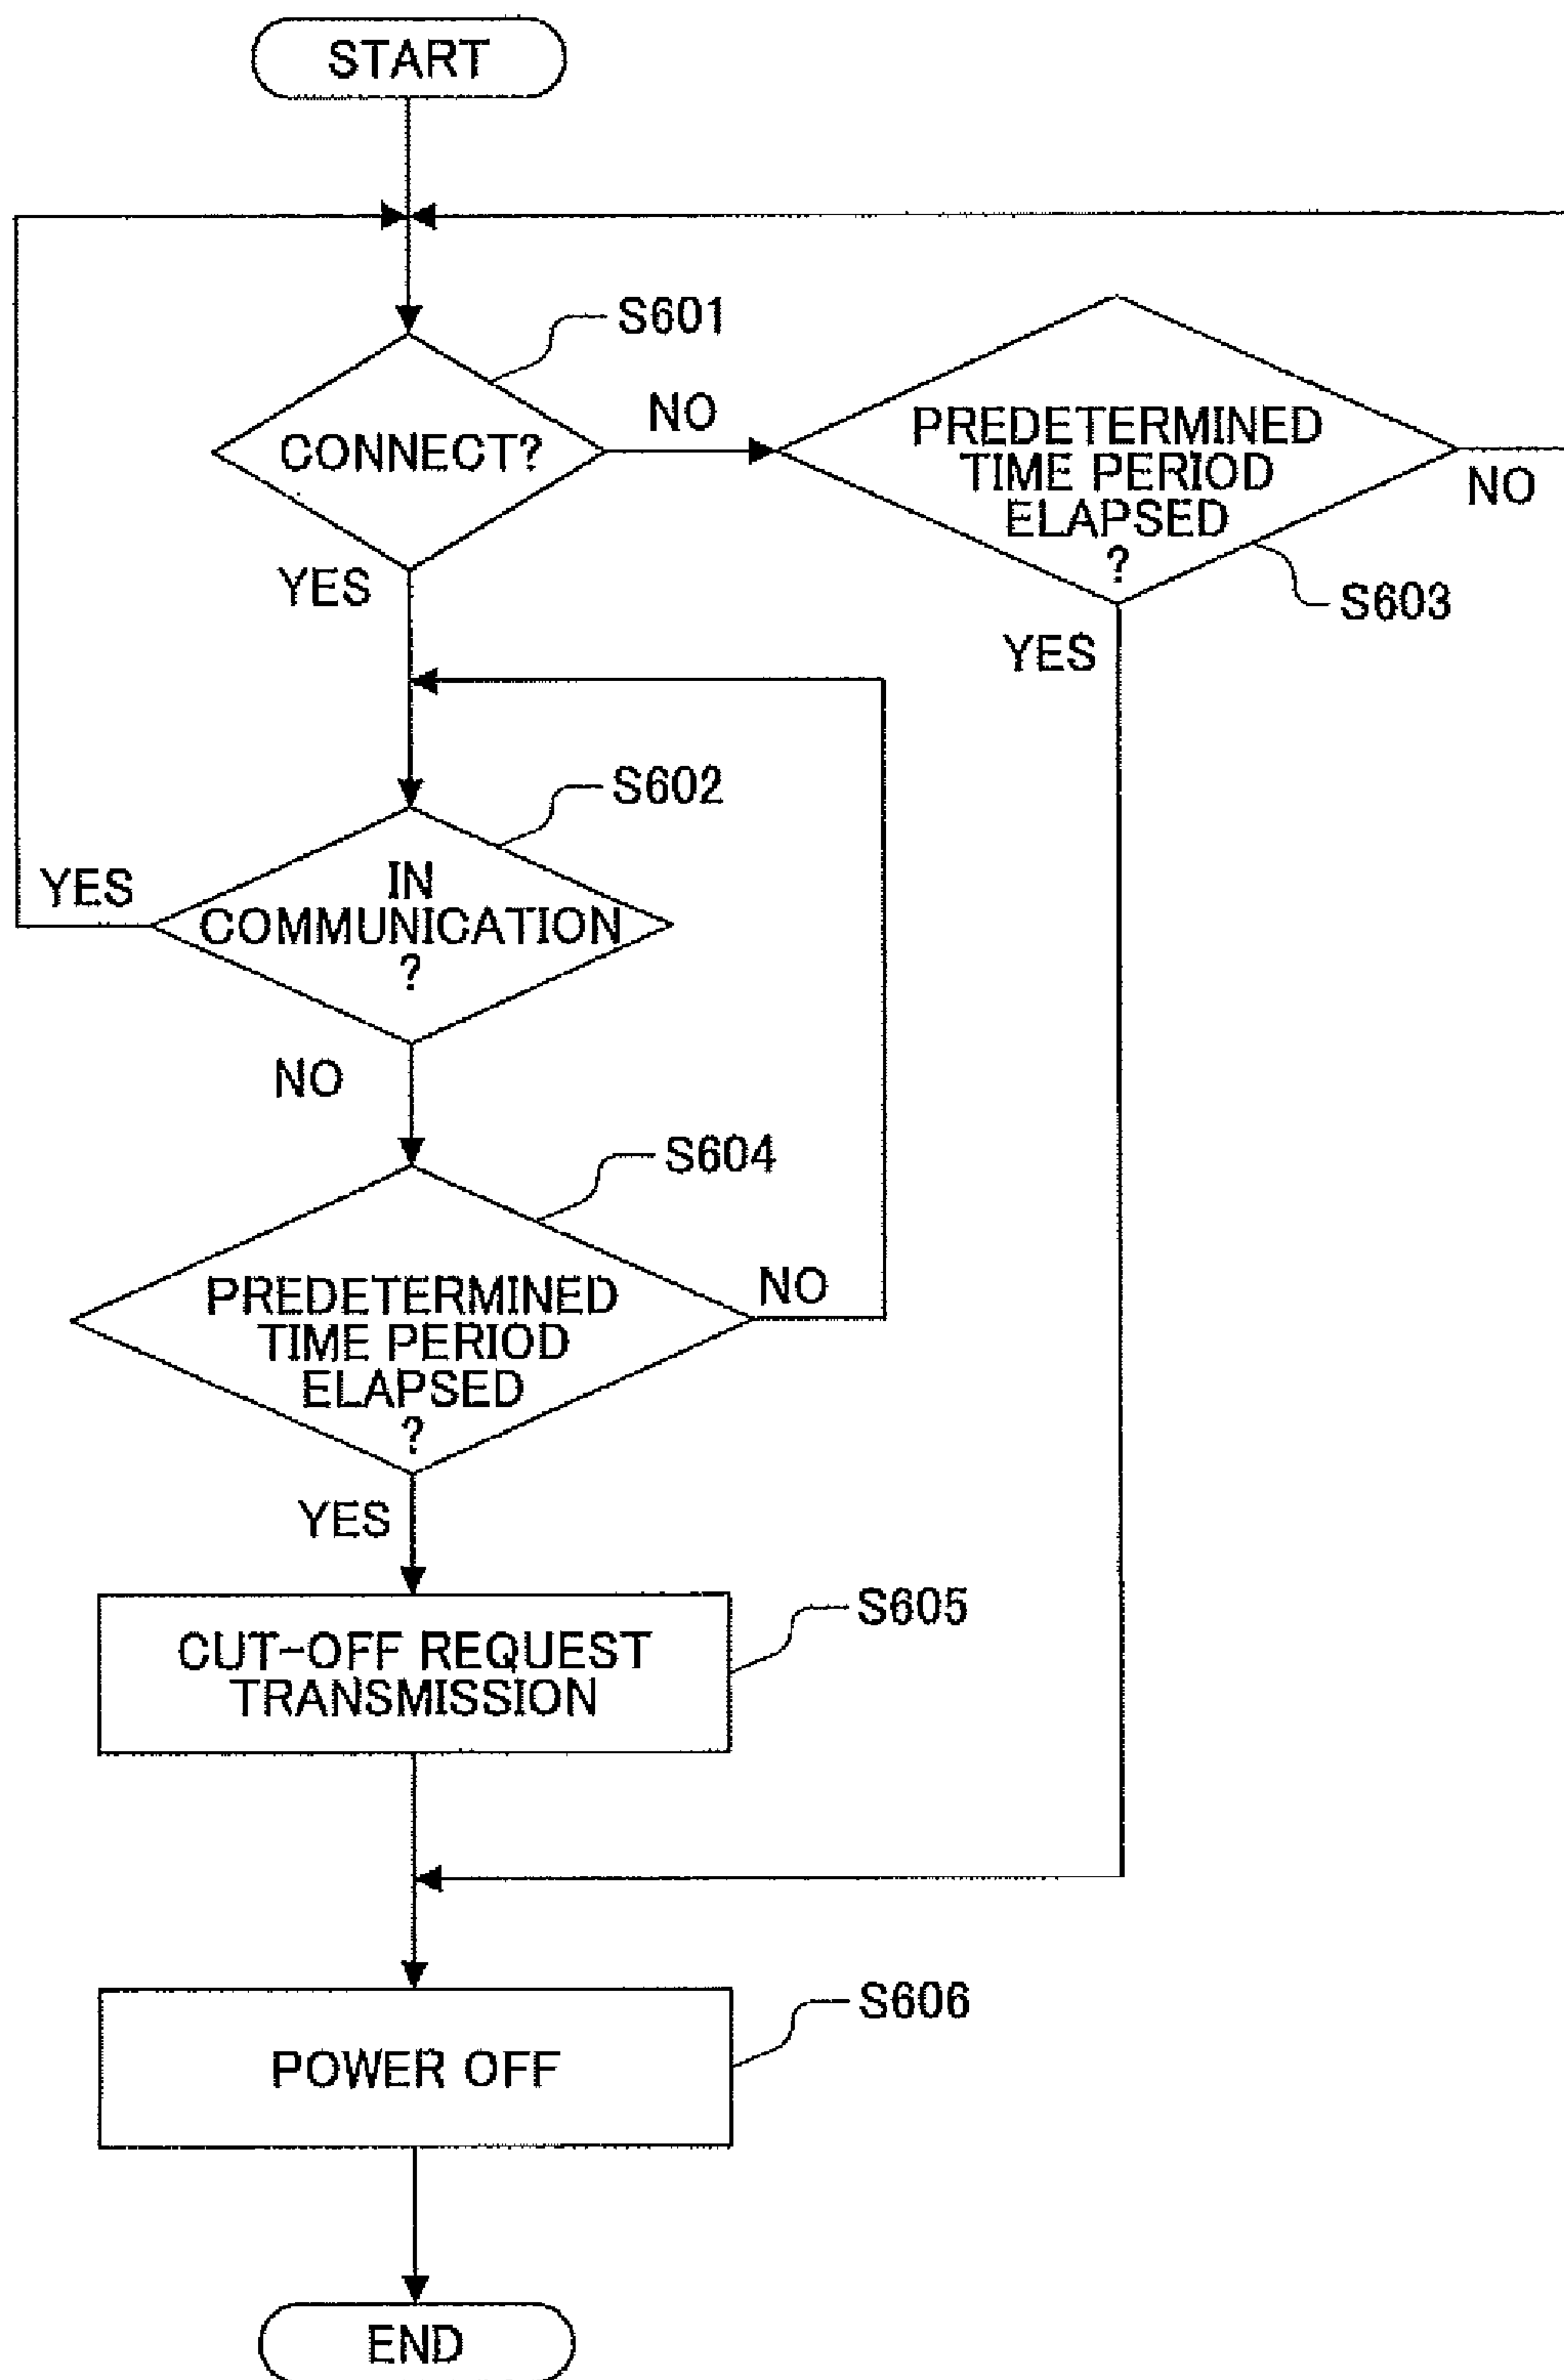 START
S601
CONNECT?
NO
PREDETERMINED
TIME PERIOD
ELAPSED
?
NO
S603
YES
YES
S602
IN
COMMUNICATION
?
YES
NO
S604
PREDETERMINED
TIME PERIOD
ELAPSED
?
NO
YES
S605
CUT-OFF REQUEST
TRANSMISSION
S606
POWER OFF
END